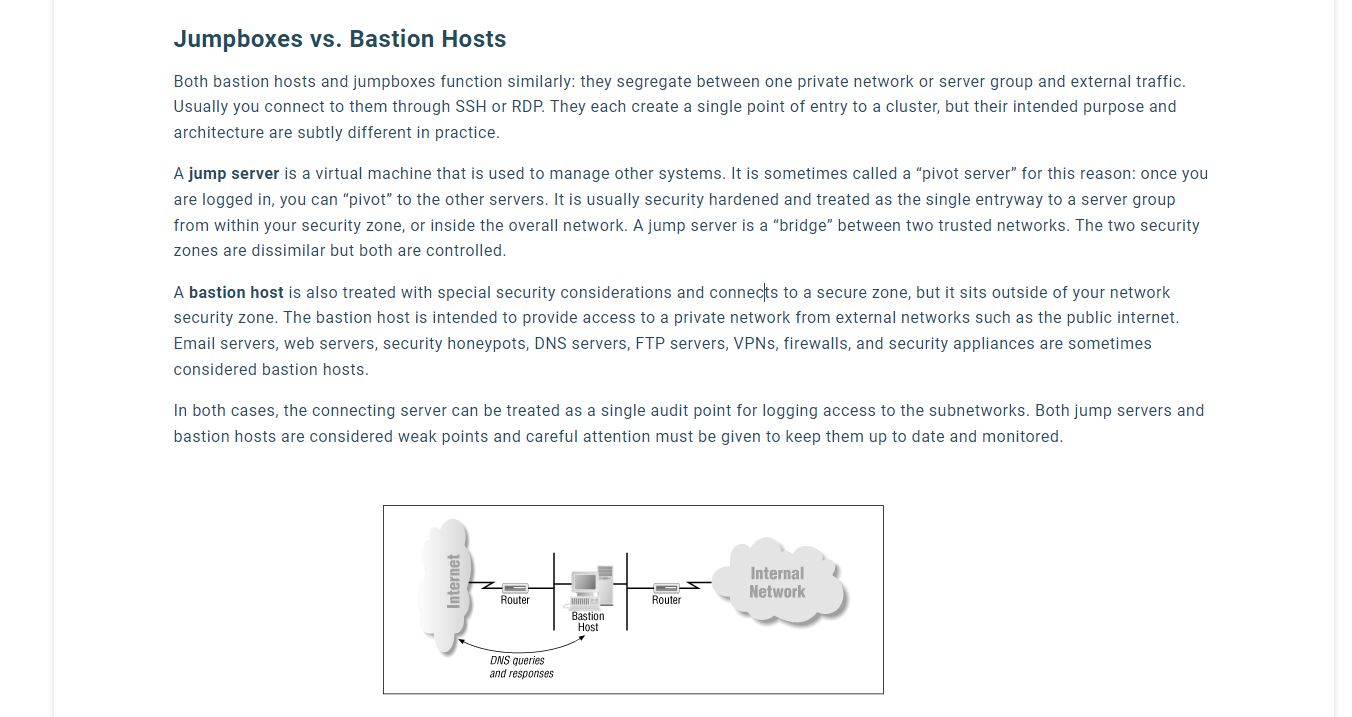 Jumpboxes vs. Bastion Hosts
Both bastion hosts and jumpboxes function similarly: they segregate between one private network or server group and external traffic.
Usually you connect to them through SSH or RDP. They each create a single point of entry to a cluster, but their intended purpose and
architecture are subtly different in practice.
A jump server is a virtual machine that is used to manage other systems. It is sometimes called a “pivot server” for this reason: once you
are logged in, you can “pivot” to the other servers. It is usually security hardened and treated as the single entryway to a server group
from within your security zone, or inside the overall network. A jump server is a “bridge” between two trusted networks. The two security
zones are dissimilar but both are controlled.
A bastion host is also treated with special security considerations and connects to a secure zone, but it sits outside of your network
security zone. The bastion host is intended to provide access to a private network from external networks such as the public internet.
Email servers, web servers, security honeypots, DNS servers, FTP servers, VPNs, firewalls, and security appliances are sometimes
considered bastion hosts.
In both cases, the connecting server can be treated as a single audit point for logging access to the subnetworks. Both jump servers and
bastion hosts are considered weak points and careful attention must be given to keep them up to date and monitored.
Internet
Router
Bastion
Host
Router
Internal
Network
DNS queries
and responses